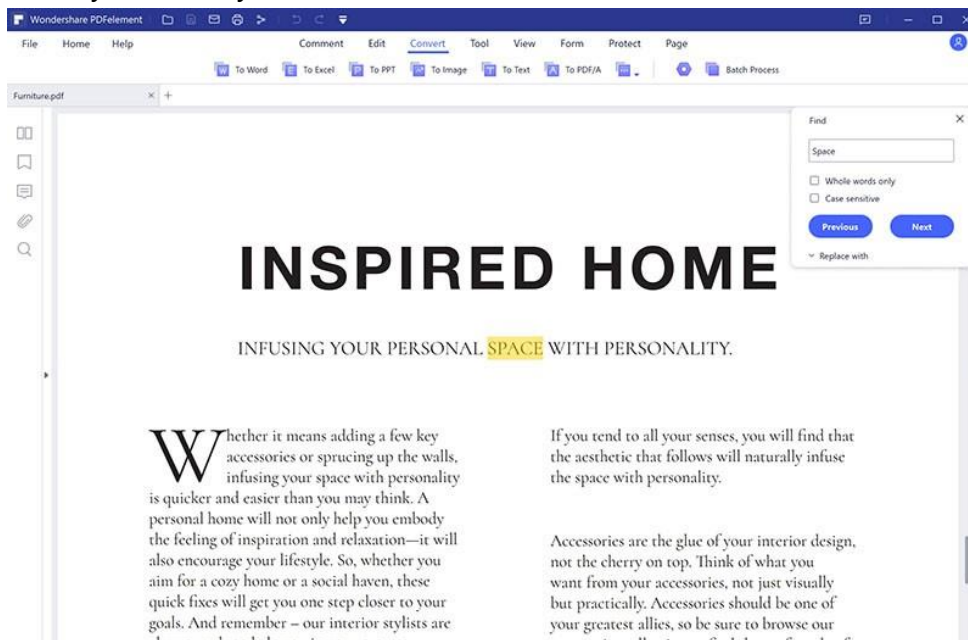 Wondershare PDFelement
File Home Help Comment Edit Convert Tool View Form Protect Page
To Word To Excel To PPT To Image To Text To PDF/A Batch Process
Furniture.pdf
Find
Space
Whole words only
Case sensitive
Previous Next
Replace with
INSPIRED HOME
INFUSING YOUR PERSONAL SPACE WITH PERSONALITY.
Whether it means adding a few key
accessories or sprucing up the walls,
infusing your space with personality
is quicker and easier than you may think. A
personal home will not only help you embody
the feeling of inspiration and relaxation—it will
also encourage your lifestyle. So, whether you
aim for a cozy home or a social haven, these
quick fixes will get you one step closer to your
goals. And remember – our interior stylists are
If you tend to all your senses, you will find that
the aesthetic that follows will naturally infuse
the space with personality.
Accessories are the glue of your interior design,
not the cherry on top. Think of what you
want from your accessories, not just visually
but practically. Accessories should be one of
your greatest allies, so be sure to browse our